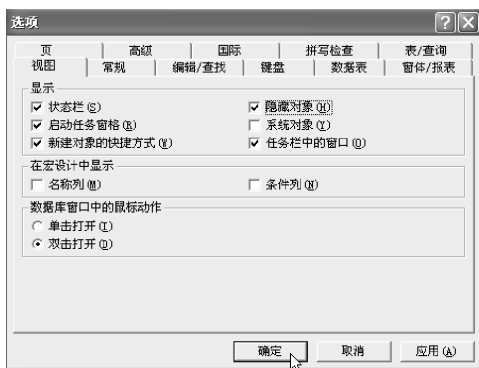 选项
页 高级 国际 拼写检查 表/查询
视图 常规 编辑/查找 键盘 数据表 窗体/报表
显示
状态栏(S) 隐藏对象(H)
启动任务窗格(R) 系统对象(Y)
新建对象的快捷方式(W) 任务栏中的窗口(O)
在宏设计中显示
名称列(M) 条件列(N)
数据库窗口中的鼠标动作
单击打开(I)
双击打开(D)
确定 取消 应用(A)